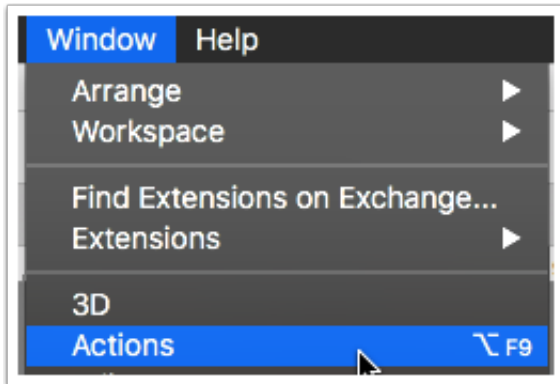 Window Help
Arrange ▶
Workspace ▶
Find Extensions on Exchange...
Extensions ▶
3D
Actions ⌥ F9